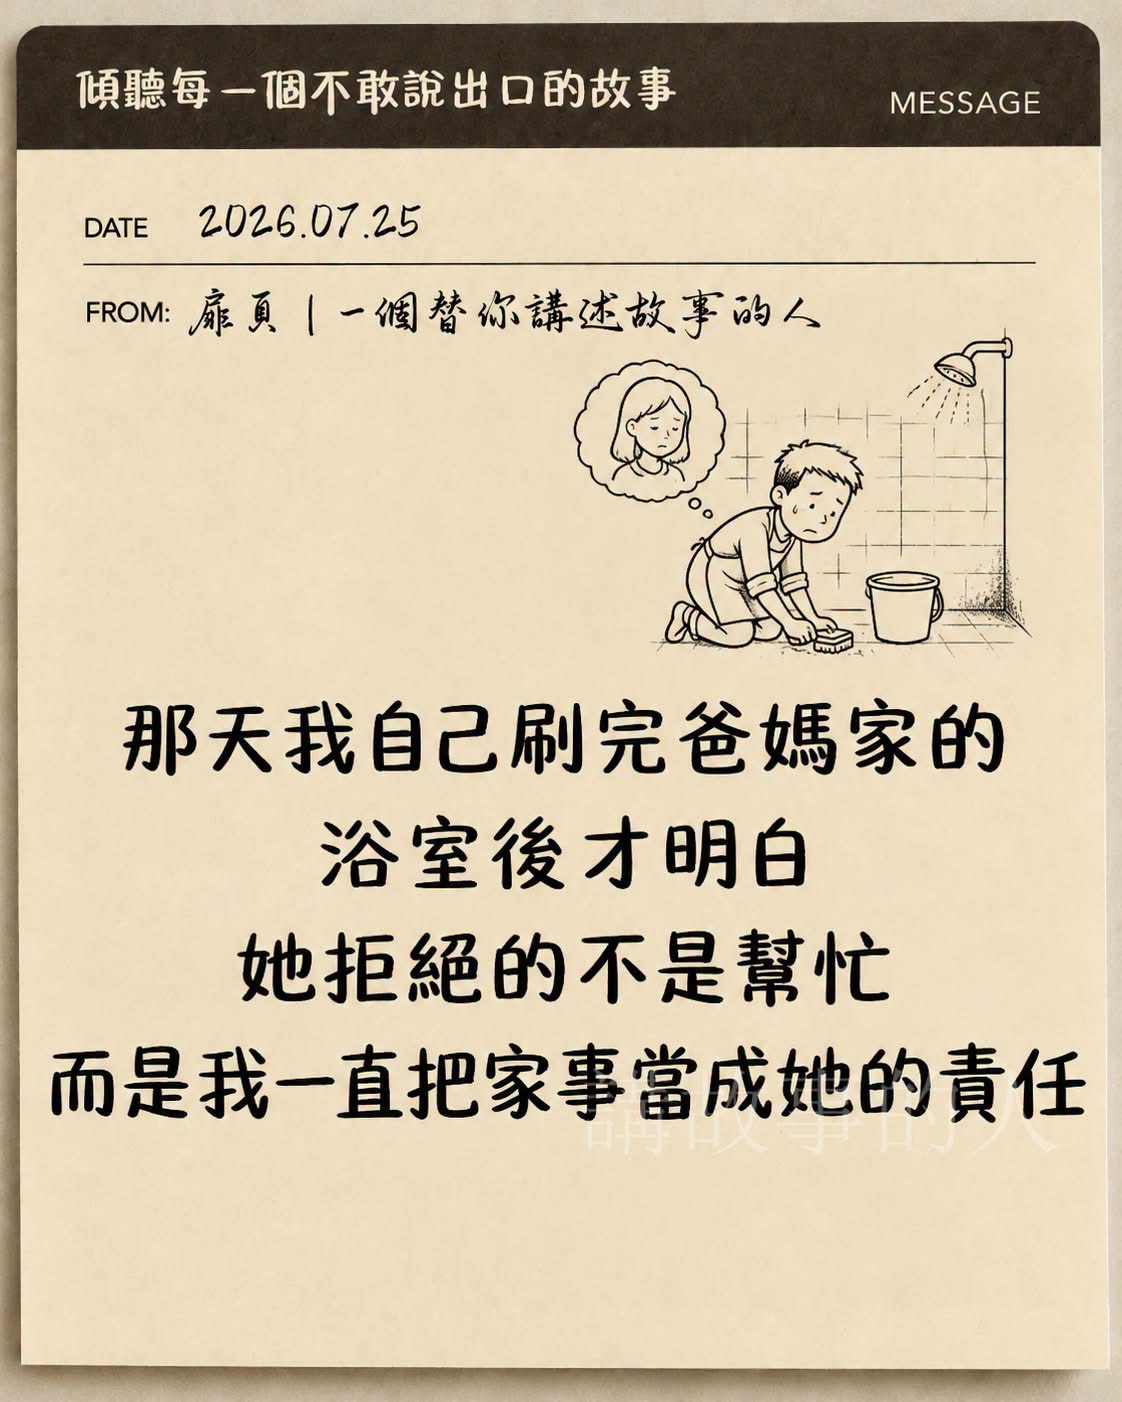 傾聽每一個不敢說出口的故事
MESSAGE
DATE 2026.07.25
FROM: 扉頁 | 一個替你講述故事的人
那天我自己刷完爸媽家的
浴室後才明白
她拒絕的不是幫忙
而是我一直把家事當成她的責任
講故事的人